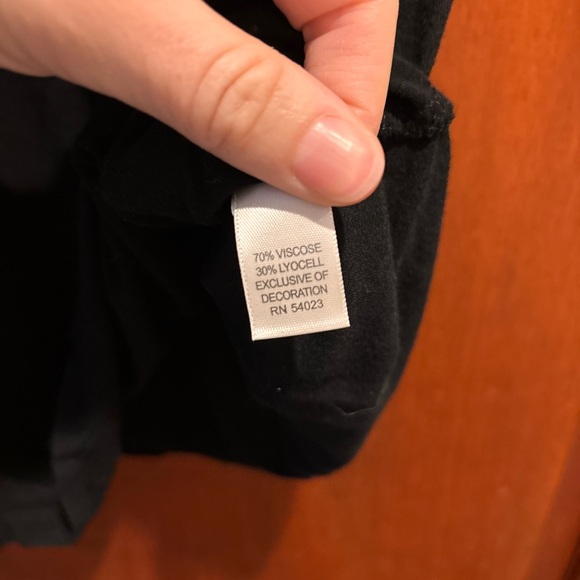 70% VISCOSE
30% LYOCELL
EXCLUSIVE OF
DECORATION
RN 54023